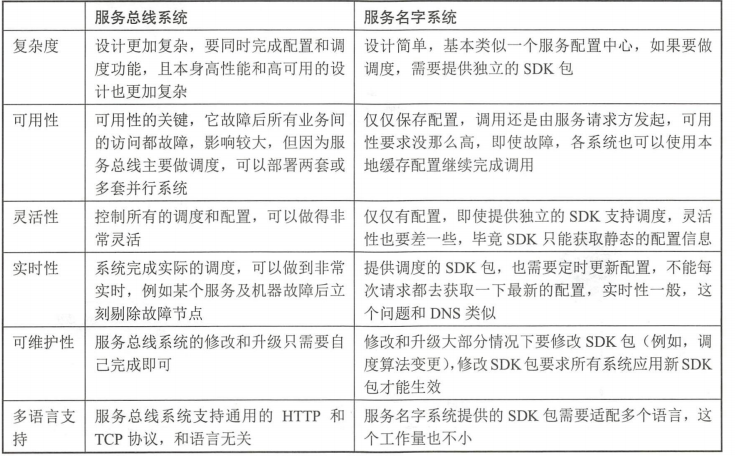 服务总线系统 服务名字系统
复杂度 设计更加复杂，要同时完成配置和调 设计简单，基本类似一个服务配置中心，如果要做
度功能，且本身高性能和高可用的设 调度，需要提供独立的 SDK 包
计也更加复杂
可用性 可用性的关键，它故障后所有业务间 仅仅保存配置，调用还是由服务请求方发起，可用
的访问都故障，影响较大，但因为服 性要求没那么高，即使故障，各系统也可以使用本
务总线主要做调度，可以部署两套或 地缓存配置继续完成调用
多套并行系统
灵活性 控制所有的调度和配置，可以做得非 仅仅有配置，即使提供独立的 SDK 支持调度，灵活
常灵活 性也要差一些，毕竟 SDK 只能获取静态的配置信息
实时性 系统完成实际的调度，可以做到非常 提供调度的 SDK 包，也需要定时更新配置，不能每
实时，例如某个服务及机器故障后立 次请求都去获取一下最新的配置，实时性一般，这
刻剔除故障节点 个问题和 DNS 类似
可维护性 服务总线系统的修改和升级只需要自 修改和升级大部分情况下要修改 SDK 包（例如，调
己完成即可 度算法变更），修改 SDK 包要求所有系统应用新 SDK
包才能生效
多语言支 服务总线系统支持通用的 HTTP 和 服务名字系统提供的 SDK 包需要适配多个语言，这
持 TCP 协议，和语言无关 个工作量也不小